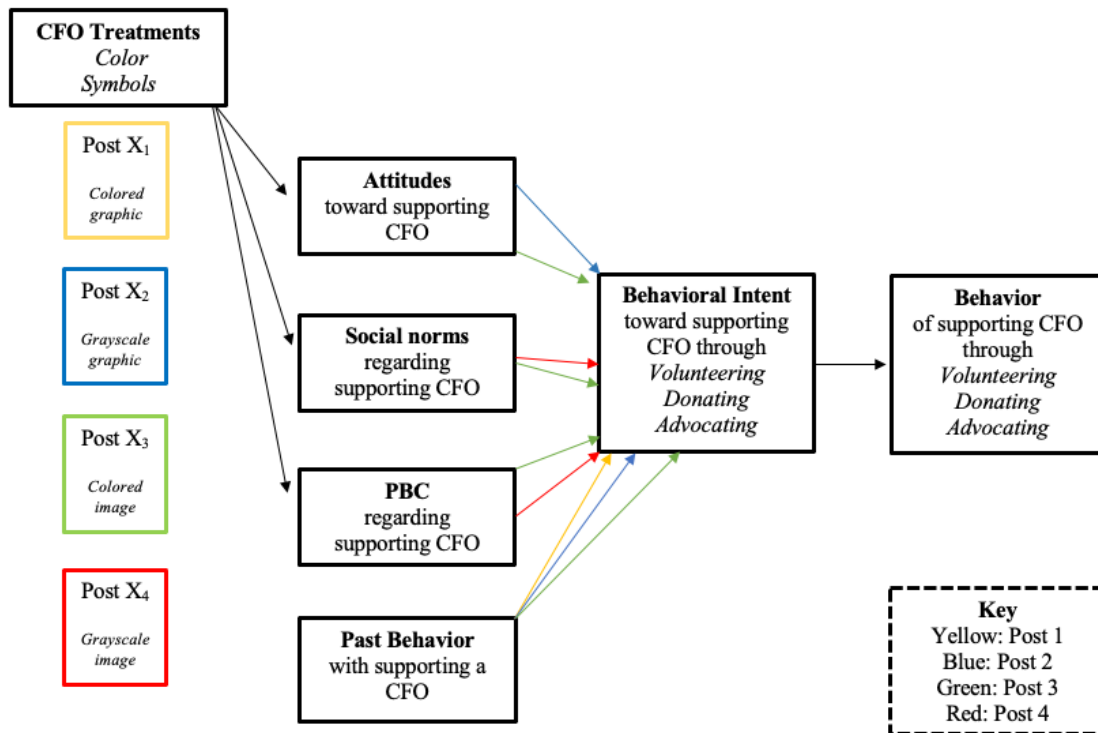 CFO Treatments
Color
Symbols
Post X₁
Colored
graphic
Post X₂
Grayscale
graphic
Post X₃
Colored
image
Post X₄
Grayscale
image
Attitudes
toward supporting
CFO
Social norms
regarding
supporting CFO
PBC
regarding
supporting CFO
Past Behavior
with supporting a
CFO
Behavioral Intent
toward supporting
CFO through
Volunteering
Donating
Advocating
Behavior
of supporting CFO
through
Volunteering
Donating
Advocating
Key
Yellow: Post 1
Blue: Post 2
Green: Post 3
Red: Post 4